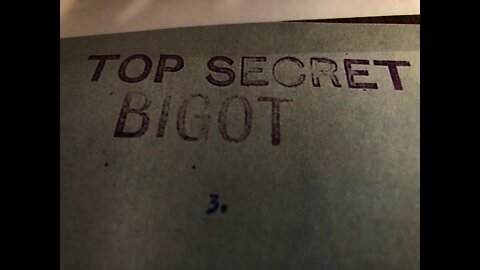 TOP SECRET
BIGOT
3.